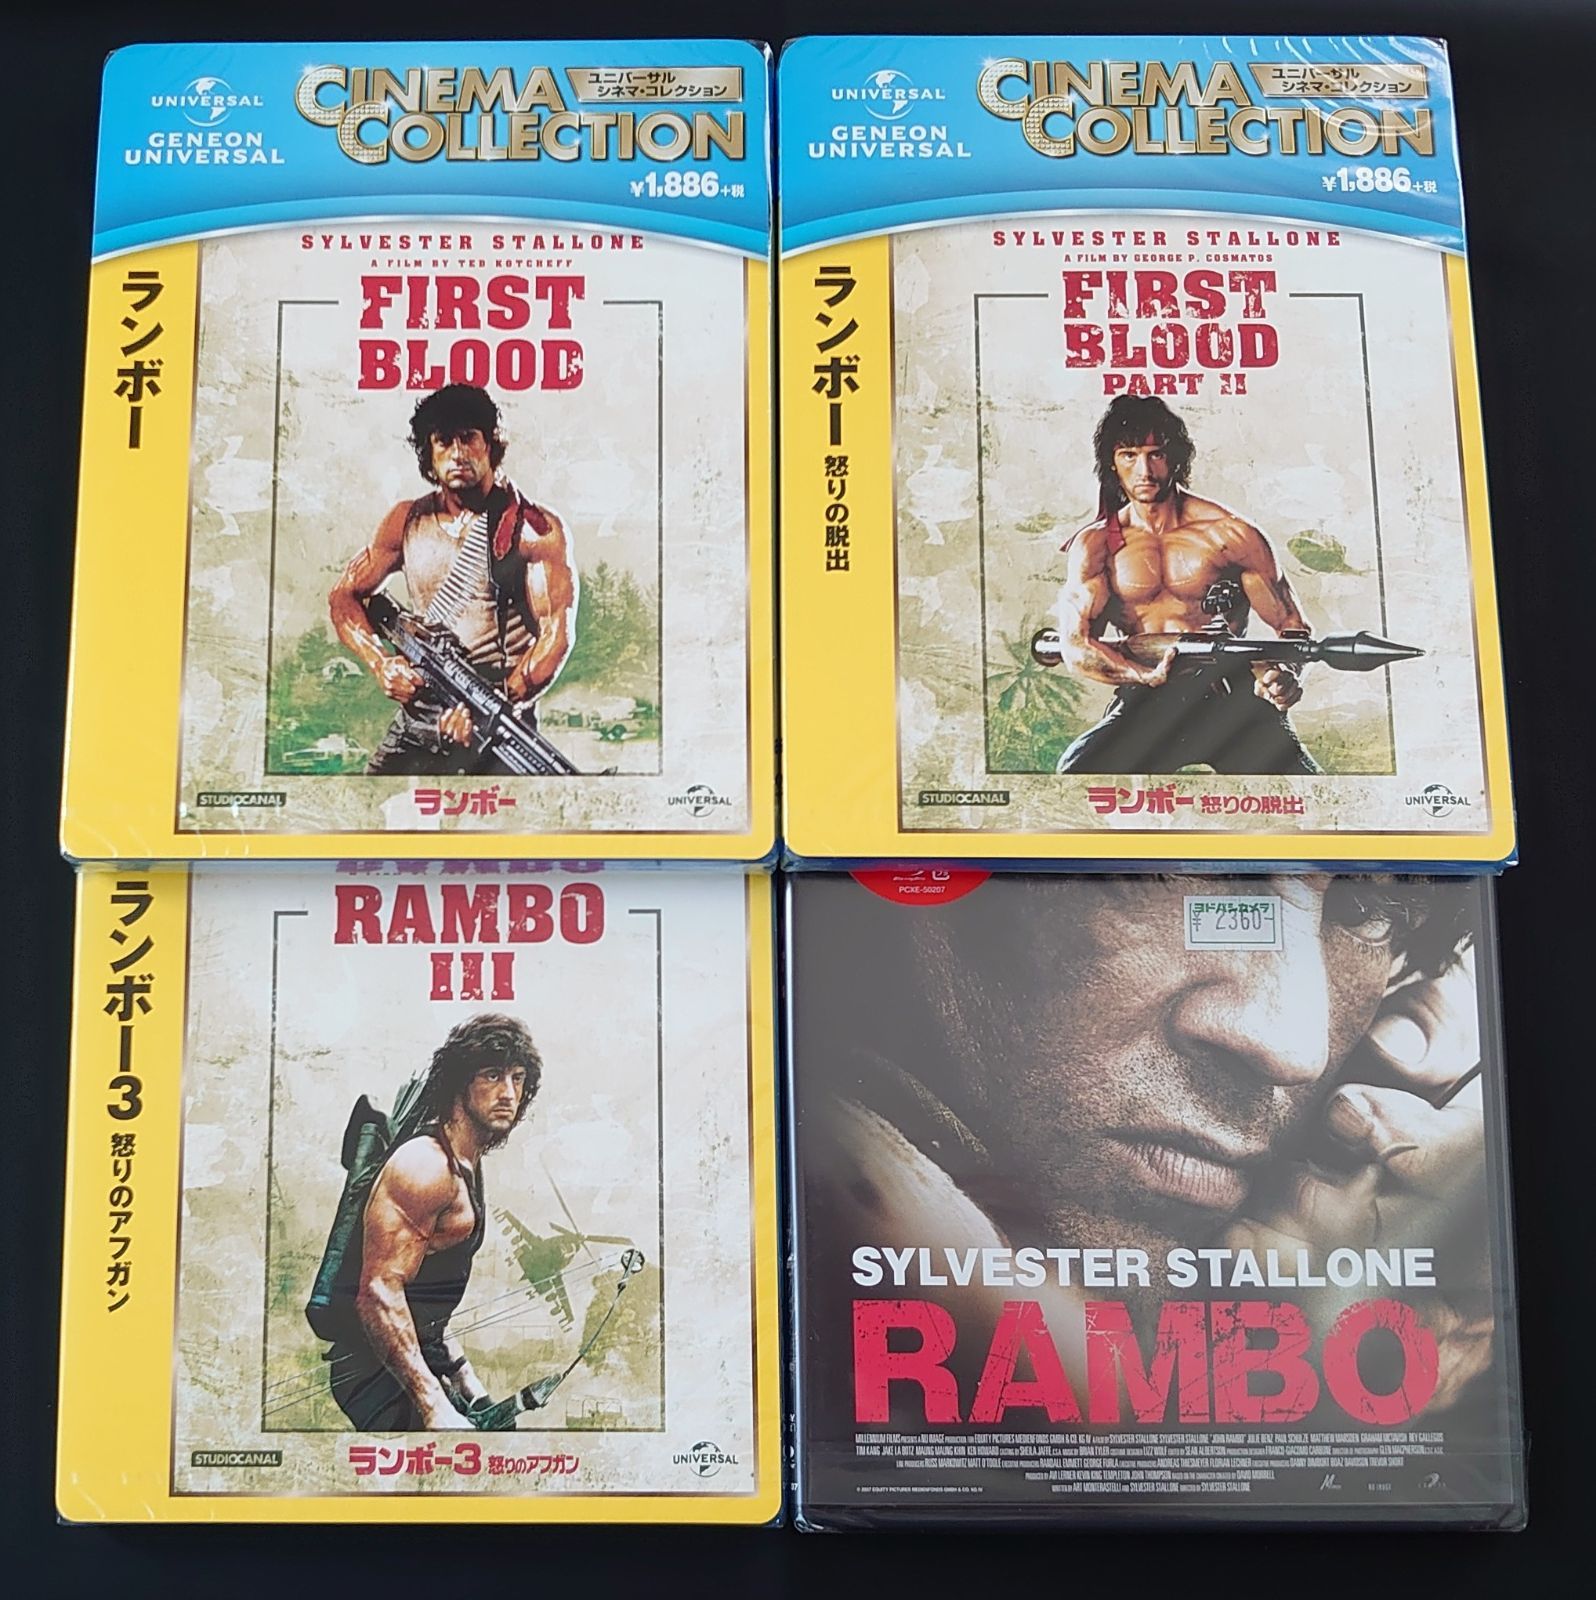 UNIVERSAL
GENEON
UNIVERSAL
CINEMA
COLLECTION
ユニバーサル
シネマ・コレクション
¥1,886+税
ランボー
SYLVESTER STALLONE
A FILM BY TED KOTCHEFF
FIRST
BLOOD
STUDIOCANAL
ランボー
UNIVERSAL
UNIVERSAL
GENEON
UNIVERSAL
CINEMA
COLLECTION
ユニバーサル
シネマ・コレクション
¥1,886+税
ランボー 怒りの脱出
SYLVESTER STALLONE
A FILM BY GEORGE P. COSMATOS
FIRST
BLOOD
PART II
STUDIOCANAL
ランボー 怒りの脱出
UNIVERSAL
ランボー3 怒りのアフガン
RAMBO
III
STUDIOCANAL
ランボー3 怒りのアフガン
UNIVERSAL
PCXE-50207
ヨドバシカメラ
¥ 2360-
SYLVESTER STALLONE
RAMBO